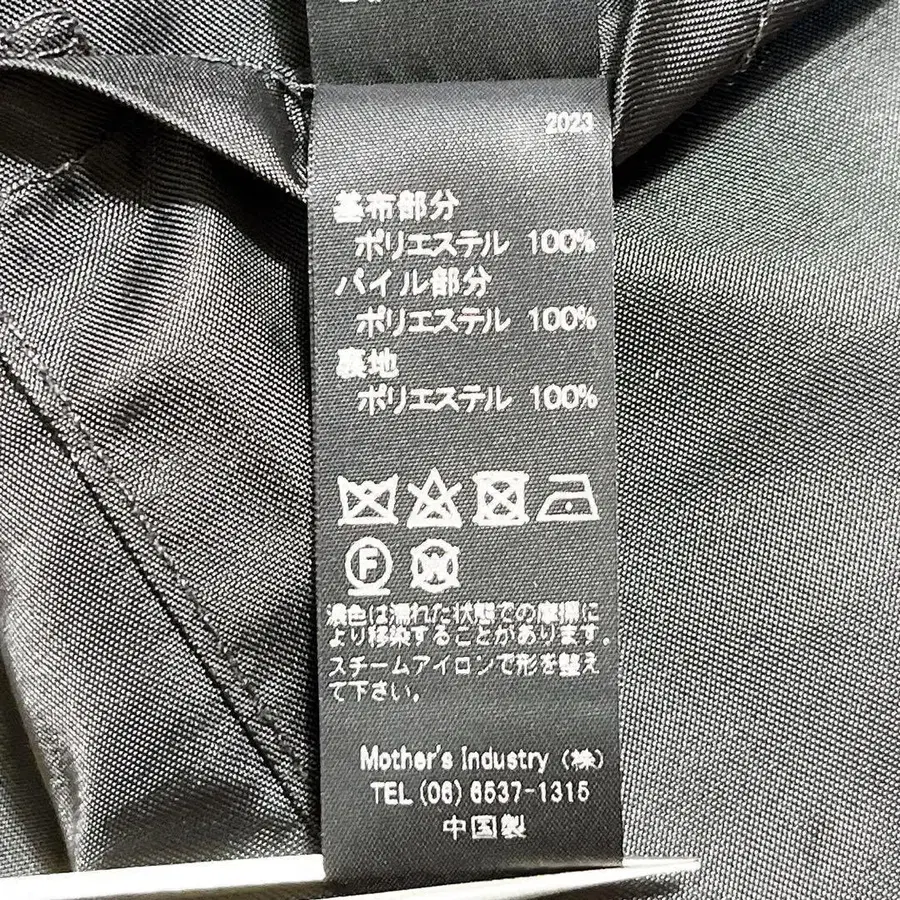 2023
基布部分
ポリエステル 100%
パイル部分
ポリエステル 100%
裏地
ポリエステル 100%
F W
濃色は濡れた状態での摩擦に
より移染することがあります.
スチームアイロンで形を整え
て下さい。
Mother's Industry (株)
TEL (06) 6537-1315
中国製